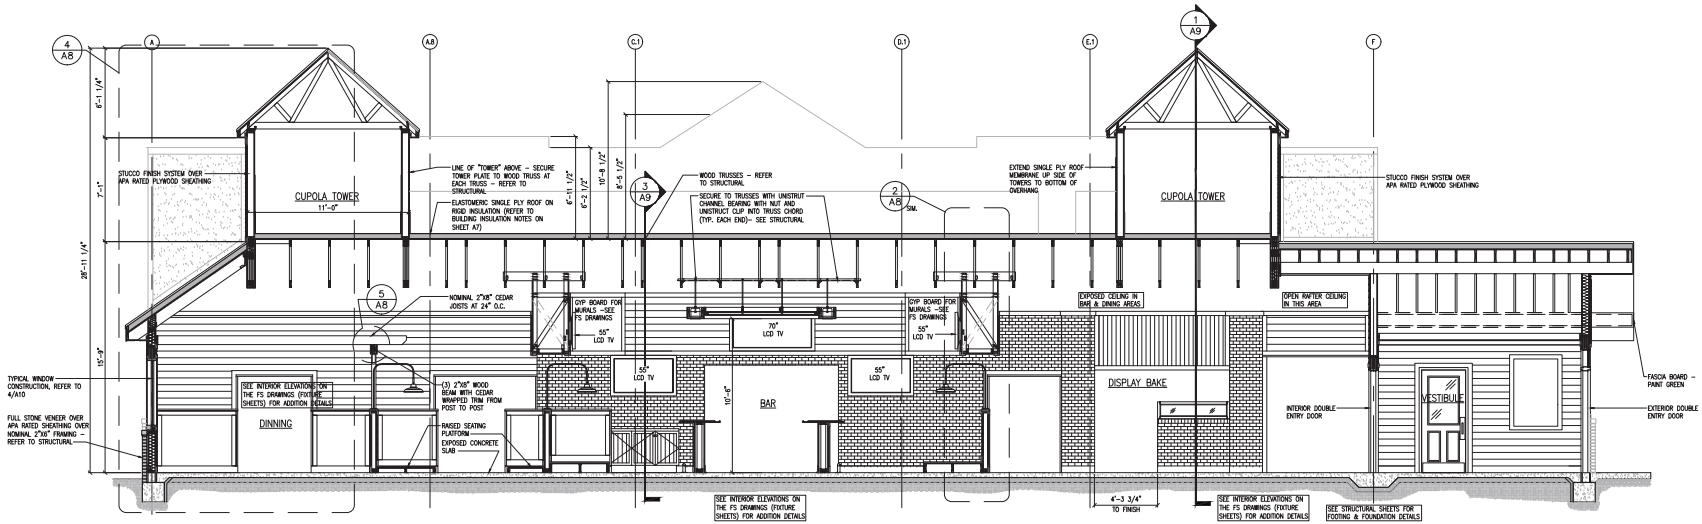 1
A9
4
A8
A
A.8
C.1
D.1
E.1
F
6'-1 1/4"
7'-1"
28'-11 1/4"
15'-9"
STUCCO FINISH SYSTEM OVER
APA RATED PLYWOOD SHEATHING
CUPOLA TOWER
11'-0"
LINE OF "TOWER" ABOVE - SECURE
TOWER PLATE TO WOOD TRUSS AT
EACH TRUSS - REFER TO
STRUCTURAL
ELASTOMERIC SINGLE PLY ROOF ON
RIGID INSULATION (REFER TO
BUILDING INSULATION NOTES ON
SHEET A7)
6'-11 1/2"
6'-2 1/2"
10'-8 1/2"
8'-5 1/2"
3
A9
WOOD TRUSSES - REFER
TO STRUCTURAL
SECURE TO TRUSSES WITH UNISTRUT
CHANNEL BEARING WITH NUT AND
UNISTRUCT CLIP INTO TRUSS CHORD
(TYP. EACH END)- SEE STRUCTURAL
2
A8
SIM.
EXTEND SINGLE PLY ROOF
MEMBRANE UP SIDE OF
TOWERS TO BOTTOM OF
OVERHANG
CUPOLA TOWER
STUCCO FINISH SYSTEM OVER
APA RATED PLYWOOD SHEATHING
5
A8
NOMINAL 2"X8" CEDAR
JOISTS AT 24" O.C.
GYP BOARD FOR
MURALS -SEE
FS DRAWINGS
55"
LCD TV
70"
LCD TV
GYP BOARD FOR
MURALS -SEE
FS DRAWINGS
55"
LCD TV
EXPOSED CEILING IN
BAR & DINING AREAS
OPEN RAFTER CEILING
IN THIS AREA
TYPICAL WINDOW
CONSTRUCTION, REFER TO
4/A10
FULL STONE VENEER OVER
APA RATED SHEATHING OVER
NOMINAL 2"X6" FRAMING -
REFER TO STRUCTURAL
SEE INTERIOR ELEVATIONS ON
THE FS DRAWINGS (FIXTURE
SHEETS) FOR ADDITION DETAILS
DINNING
(3) 2"X8" WOOD
BEAM WITH CEDAR
WRAPPED TRIM FROM
POST TO POST
RAISED SEATING
PLATFORM
EXPOSED CONCRETE
SLAB
55"
LCD TV
10'-6"
BAR
55"
LCD TV
DISPLAY BAKE
INTERIOR DOUBLE
ENTRY DOOR
VESTIBULE
FASCIA BOARD -
PAINT GREEN
EXTERIOR DOUBLE
ENTRY DOOR
SEE INTERIOR ELEVATIONS ON
THE FS DRAWINGS (FIXTURE
SHEETS) FOR ADDITION DETAILS
4'-3 3/4"
TO FINISH
SEE INTERIOR ELEVATIONS ON
THE FS DRAWINGS (FIXTURE
SHEETS) FOR ADDITION DETAILS
SEE STRUCTURAL SHEETS FOR
FOOTING & FOUNDATION DETAILS